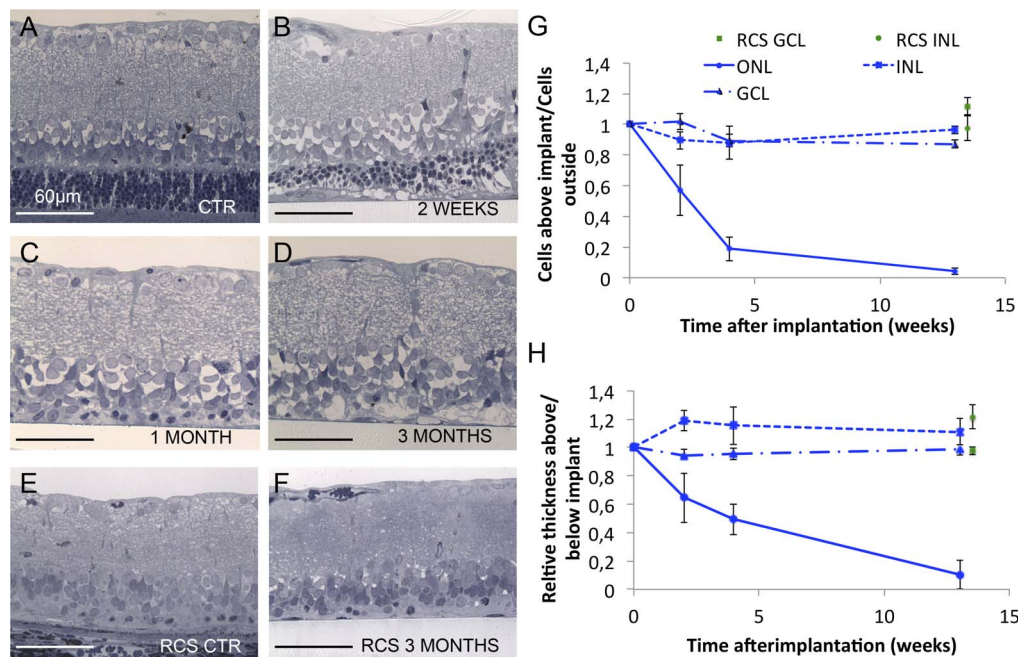 A
60µm
CTR
B
2 WEEKS
C
1 MONTH
D
3 MONTHS
E
RCS CTR
F
RCS 3 MONTHS
G
RCS GCL
RCS INL
ONL
INL
GCL
Cells above implant/Cells
outside
1,4
1,2
1
0,8
0,6
0,4
0,2
0
0 5 10 15
Time after implantation (weeks)
H
Reltive thickness above/
below implant
1,4
1,2
1
0,8
0,6
0,4
0,2
0
0 5 10 15
Time afterimplantation (weeks)